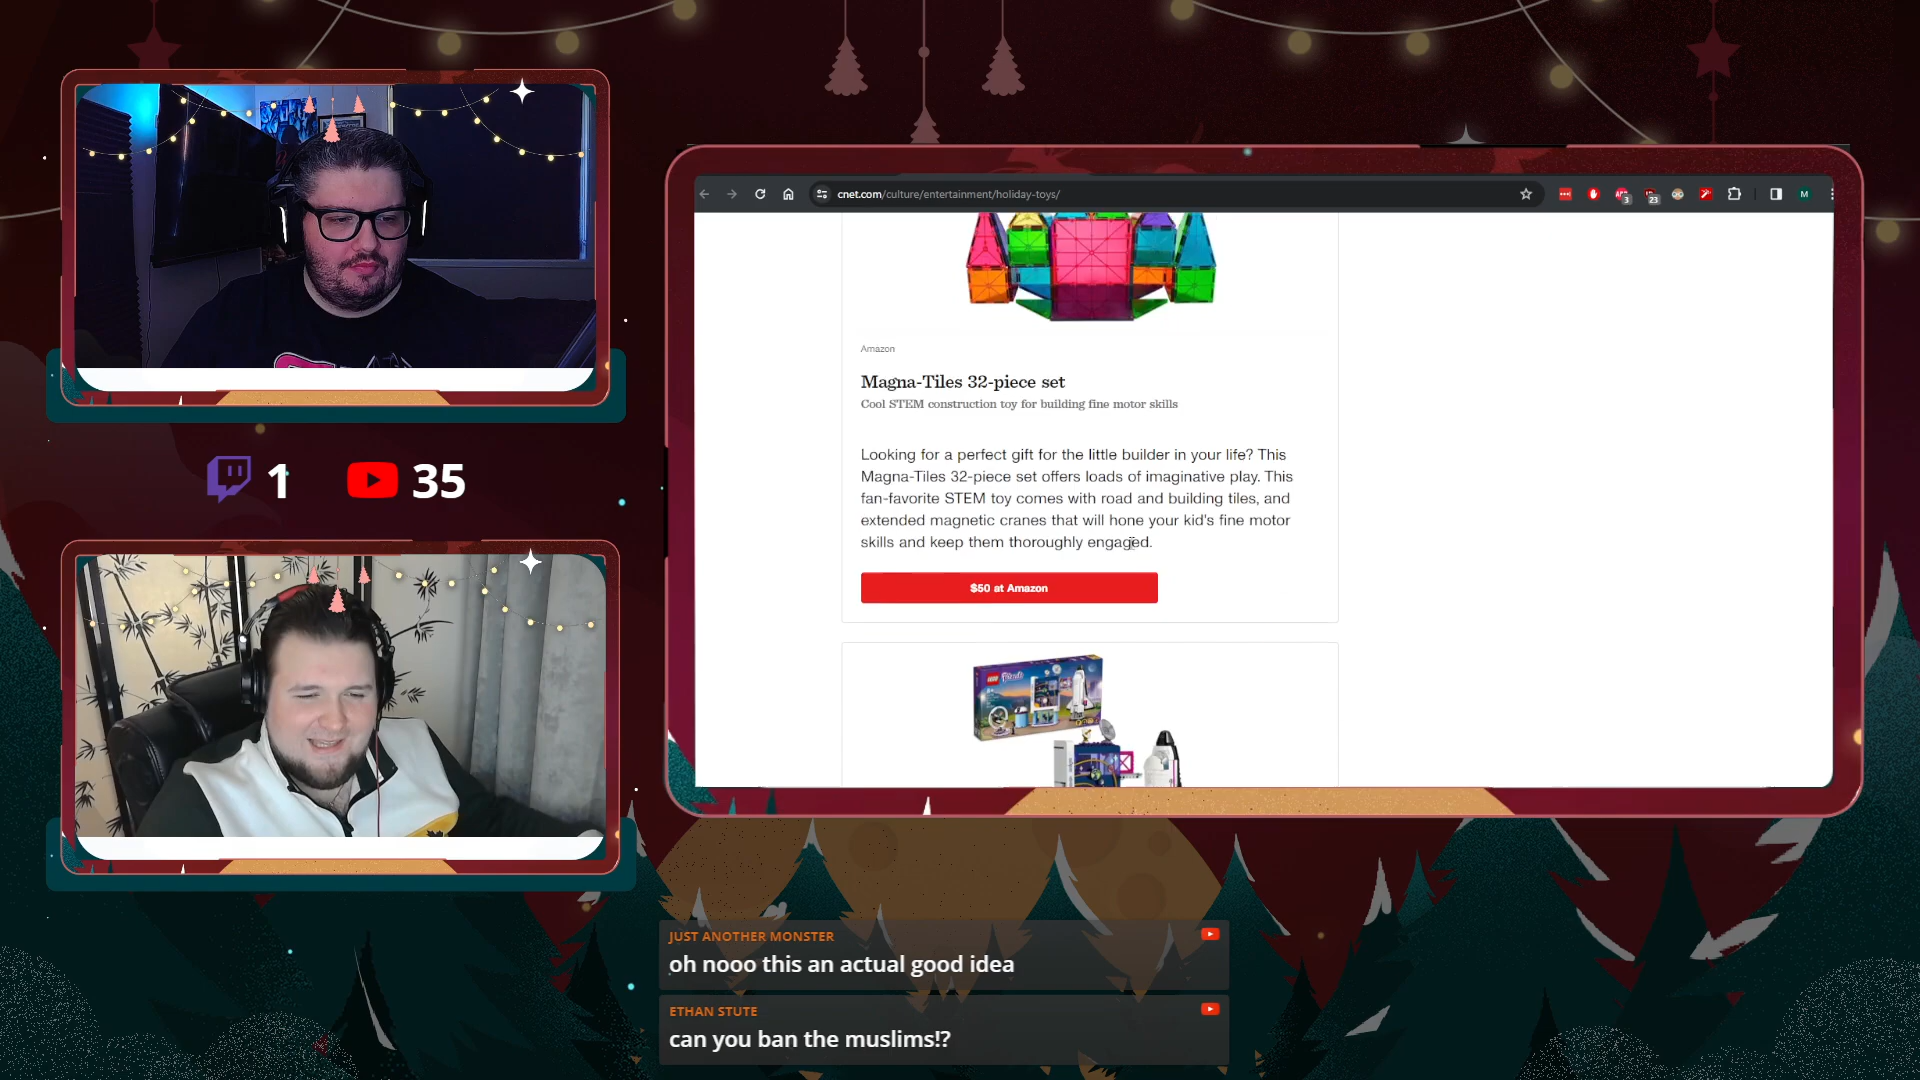 1
35
cnet.com/culture/entertainment/holiday-toys/
3
23
M
Amazon
Magna-Tiles 32-piece set
Cool STEM construction toy for building fine motor skills
Looking for a perfect gift for the little builder in your life? This
Magna-Tiles 32-piece set offers loads of imaginative play. This
fan-favorite STEM toy comes with road and building tiles, and
extended magnetic cranes that will hone your kid's fine motor
skills and keep them thoroughly engaged.
$50 at Amazon
LEGO
Friends
JUST ANOTHER MONSTER
oh nooo this an actual good idea
ETHAN STUTE
can you ban the muslims!?